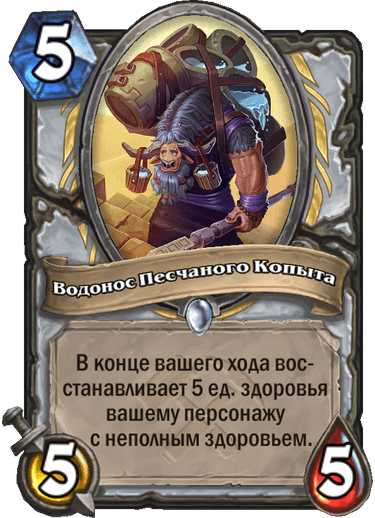 5
Водонос Песчаного Копыта
В конце вашего хода вос-
станавливает 5 ед. здоровья
вашему персонажу
с неполным здоровьем.
5
5